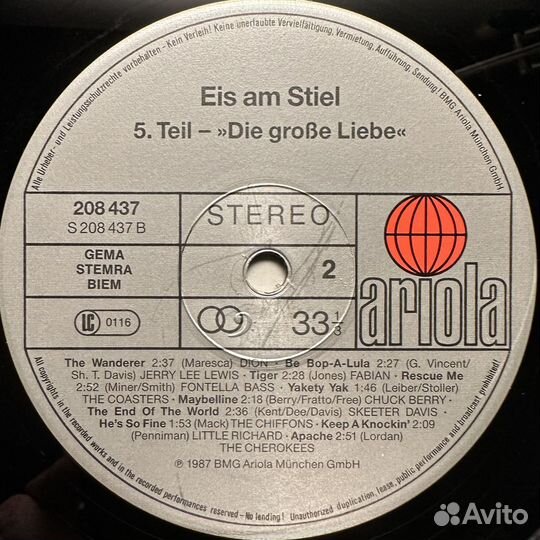 Alle Urheber- und Leistungsschutzrechte vorbehalten - Kein Verleih! Keine unerlaubte Vervielfältigung, Vermietung, Aufführung, Sendung! BMG Ariola München GmbH
Eis am Stiel
5. Teil – »Die große Liebe«
208 437
S 208 437 B
STEREO
GEMA
STEMRA
BIEM
2
LC 0116
33 1/3
ariola
The Wanderer 2:37 (Maresca) DION · Be Bop-A-Lula 2:27 (G. Vincent/
Sh. T. Davis) JERRY LEE LEWIS · Tiger 2:28 (Jones) FABIAN · Rescue Me
2:52 (Miner/Smith) FONTELLA BASS · Yakety Yak 1:46 (Leiber/Stoller)
THE COASTERS · Maybelline 2:18 (Berry/Fratto/Free) CHUCK BERRY ·
The End Of The World 2:36 (Kent/Dee/Davis) SKEETER DAVIS ·
He's So Fine 1:53 (Mack) THE CHIFFONS · Keep A Knockin' 2:09
(Penniman) LITTLE RICHARD · Apache 2:51 (Lordan)
THE CHEROKEES
℗ 1987 BMG Ariola München GmbH
All copyrights in the recorded works and in the recorded performances reserved - No lending! Unauthorized duplication, lease, public performance and broadcast prohibited!
Avito